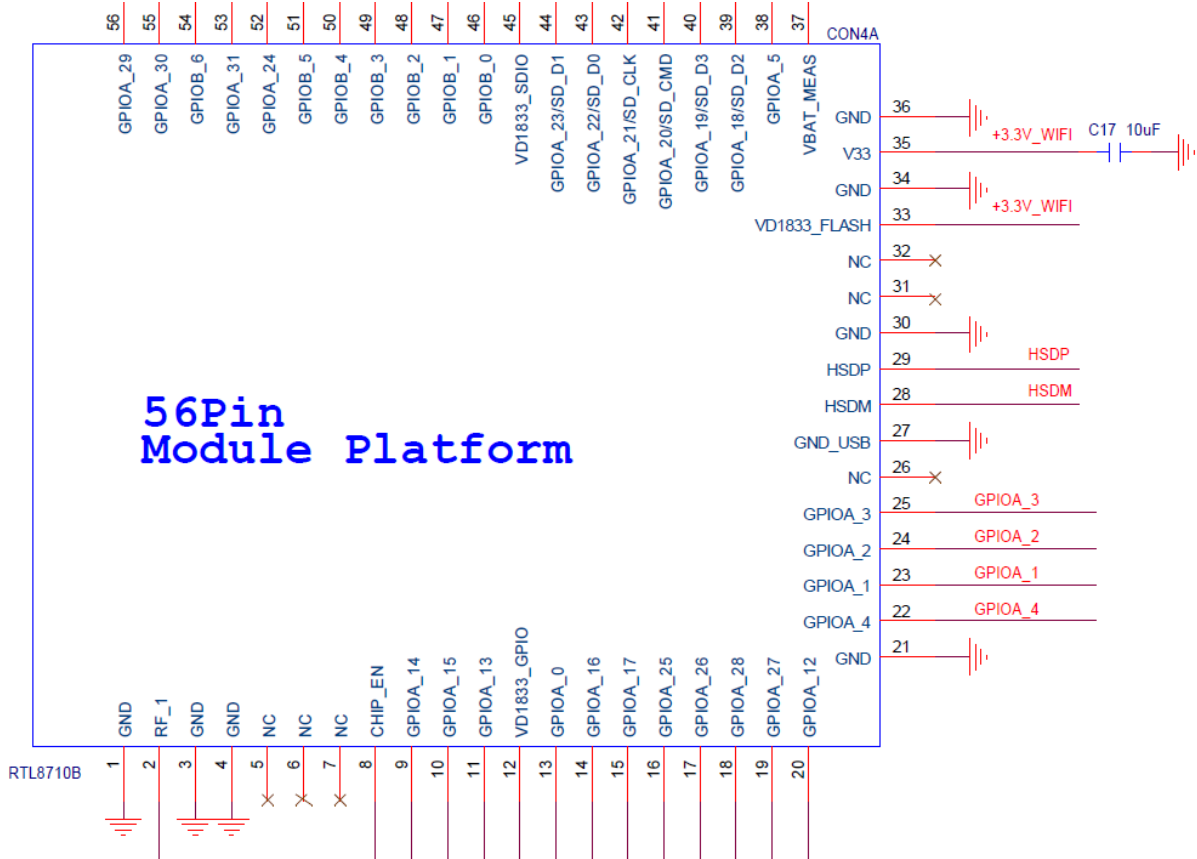 56
55
54
53
52
51
50
49
48
47
46
45
44
43
42
41
40
39
38
37
CON4A
GPIOA_29
GPIOA_30
GPIOB_6
GPIOA_31
GPIOA_24
GPIOB_5
GPIOB_4
GPIOB_3
GPIOB_2
GPIOB_1
GPIOB_0
VD1833_SDIO
GPIOA_23/SD_D1
GPIOA_22/SD_D0
GPIOA_21/SD_CLK
GPIOA_20/SD_CMD
GPIOA_19/SD_D3
GPIOA_18/SD_D2
GPIOA_5
VBAT_MEAS
GND 36
V33 35 +3.3V_WIFI C17 10uF
GND 34
VD1833_FLASH 33 +3.3V_WIFI
NC 32
NC 31
GND 30
HSDP 29 HSDP
HSDM 28 HSDM
GND_USB 27
NC 26
GPIOA_3 25 GPIOA_3
GPIOA_2 24 GPIOA_2
GPIOA_1 23 GPIOA_1
GPIOA_4 22 GPIOA_4
GND 21
56Pin
Module Platform
GND
RF_1
GND
GND
NC
NC
NC
CHIP_EN
GPIOA_14
GPIOA_15
GPIOA_13
VD1833_GPIO
GPIOA_0
GPIOA_16
GPIOA_17
GPIOA_25
GPIOA_26
GPIOA_28
GPIOA_27
GPIOA_12
RTL8710B
1
2
3
4
5
6
7
8
9
10
11
12
13
14
15
16
17
18
19
20